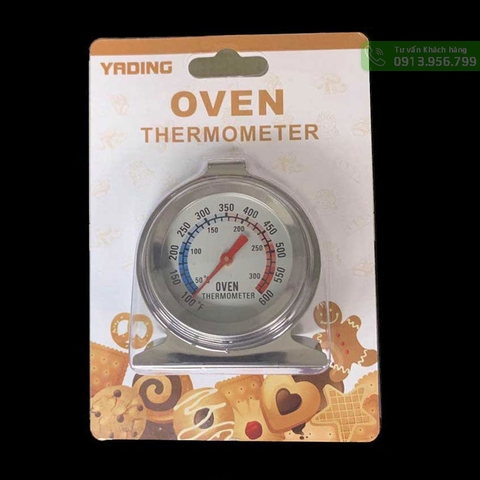 Tư vấn Khách hàng
0913.956.799
YADING
OVEN
THERMOMETER
100°F 150 200 250 300 350 400 450 500 550 600
50°C 100 150 200 250 300
OVEN
THERMOMETER